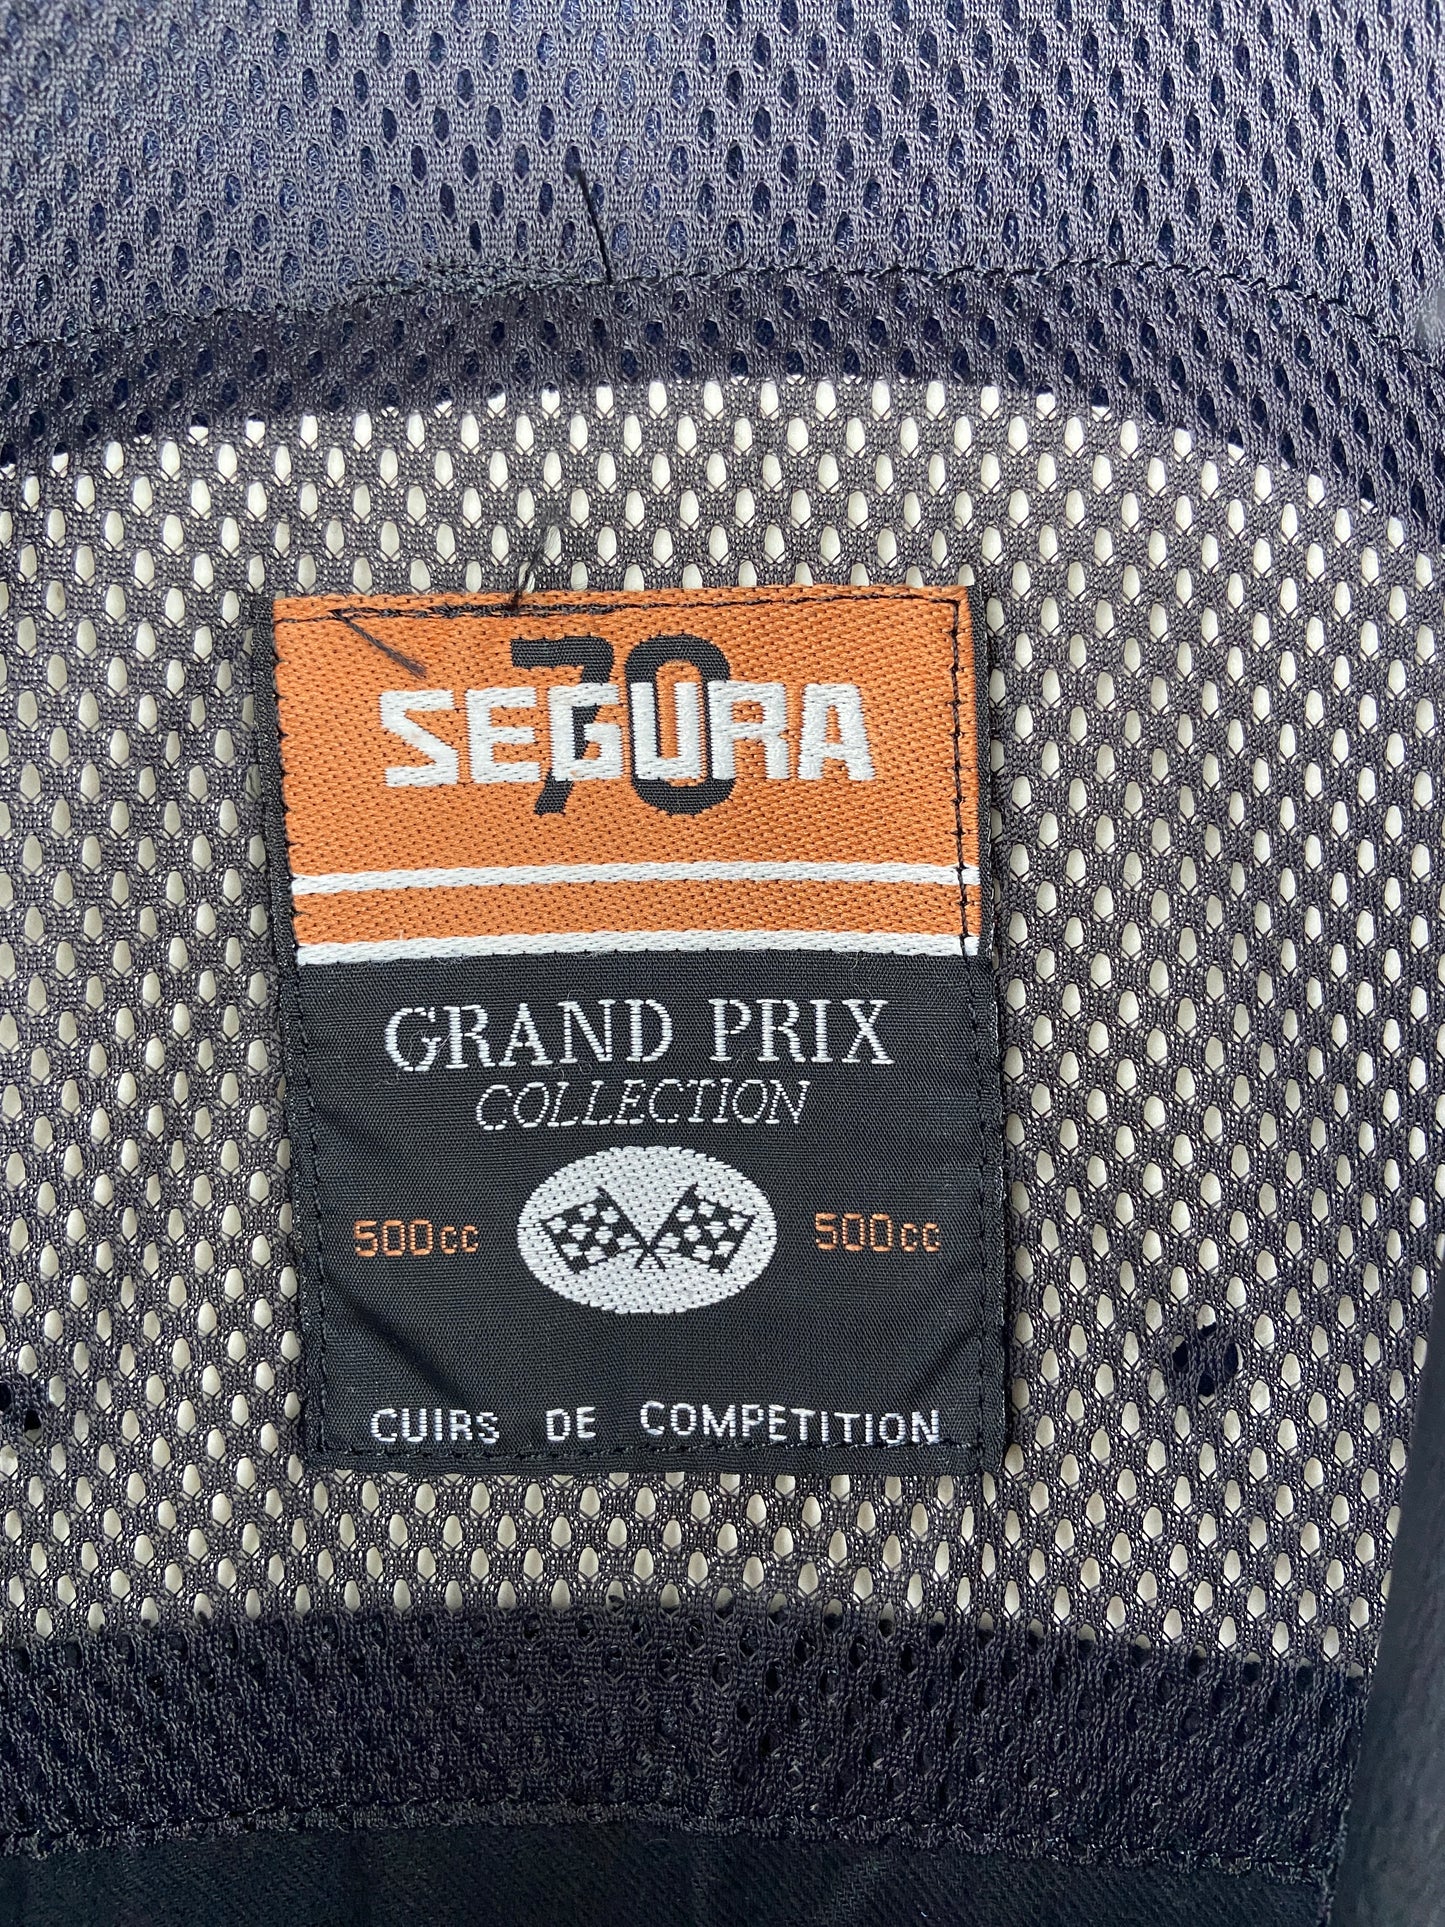 70
SEGURA
GRAND PRIX
COLLECTION
500cc 500cc
CUIRS DE COMPETITION